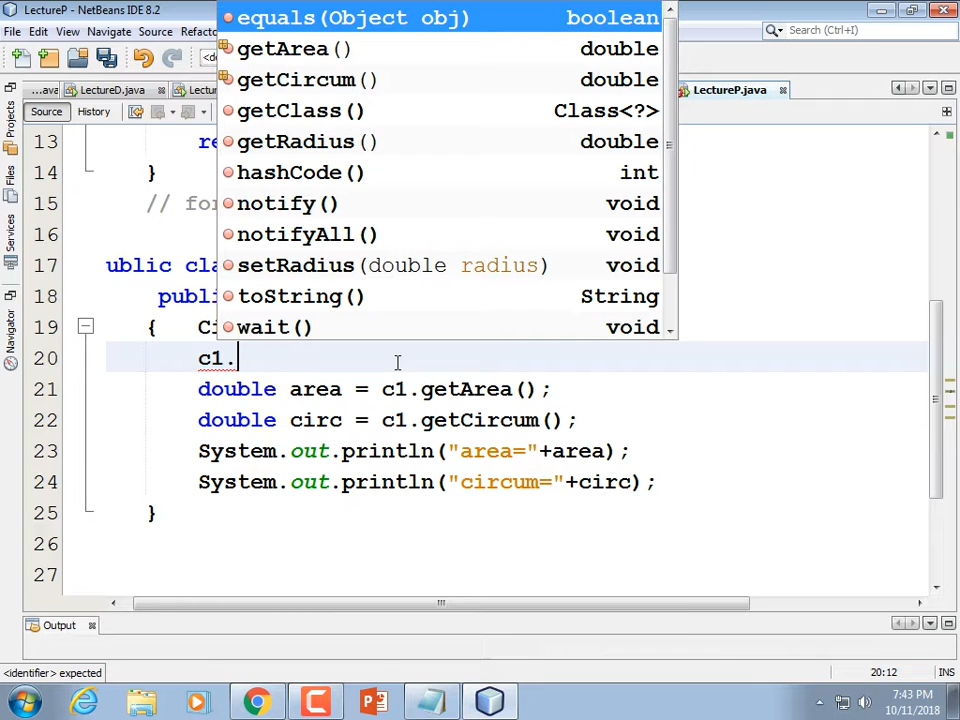 LectureP - NetBeans IDE 8.2
File Edit View Navigate Source Refacto
Search (Ctrl+I)
<de
...ava LectureD.java Lectur LectureP.java
Source History
equals(Object obj) boolean
getArea() double
getCircum() double
getClass() Class<?>
getRadius() double
hashCode() int
notify() void
notifyAll() void
setRadius(double radius) void
toString() String
wait() void
Projects
Files
Services
Navigator
13 re
14 }
15 // for
16
17 ublic cla
18 publi
19 { Ci
20 c1.
21 double area = c1.getArea();
22 double circ = c1.getCircum();
23 System.out.println("area="+area);
24 System.out.println("circum="+circ);
25 }
26
27
Output
<identifier> expected 20:12 INS
7:43 PM
10/11/2018